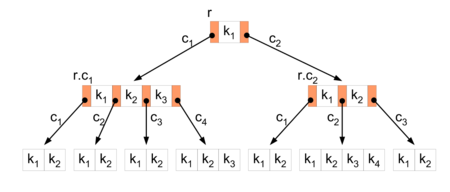 r
k1
c1 c2
r.c1 r.c2
k1 k2 k3 k1 k2
c1 c2 c3 c4 c1 c2 c3
k1 k2 k1 k2 k1 k2 k1 k2 k3 k1 k2 k1 k2 k3 k4 k1 k2